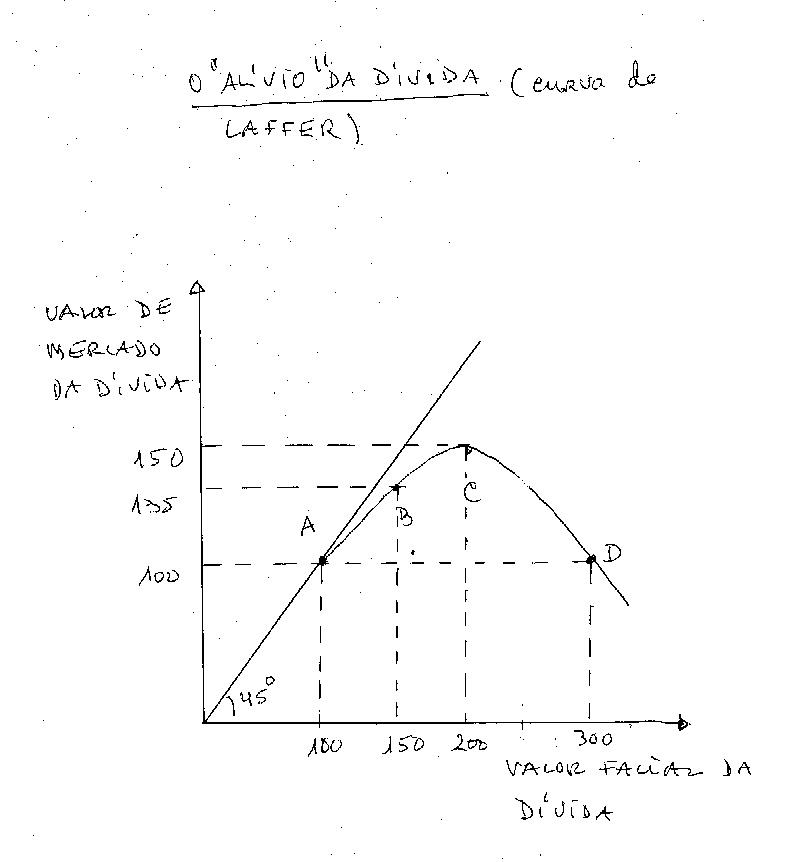 O "ALÍVIO" DA DÍVIDA (curva de
LAFFER)
VALOR DE
MERCADO
DA DÍVIDA
150
135
100
A
B
C
D
45°
100 150 200 300
VALOR FACIAL DA
DÍVIDA